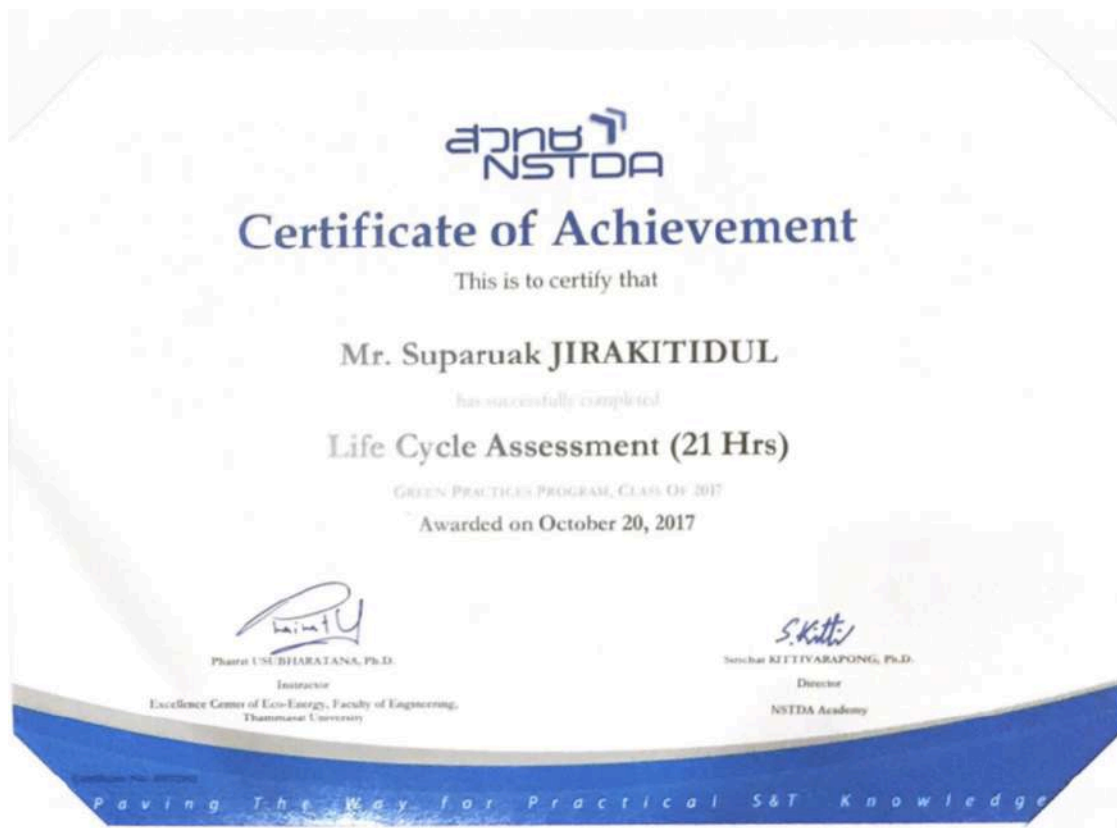 สวทช
NSTDA
Certificate of Achievement
This is to certify that
Mr. Suparuak JIRAKITIDUL
has successfully completed
Life Cycle Assessment (21 Hrs)
GREEN PRACTICES PROGRAM, CLASS OF 2017
Awarded on October 20, 2017
S.Kitti
USUBHARATANA, Ph.D.
KITTIVARAPONG, Ph.D.
Instructor
Director
Excellence Center of Eco-Energy, Faculty of Engineering,
Thammasat University
NSTDA Academy
Certificate No.
Paving The Way for Practical S&T Knowledge